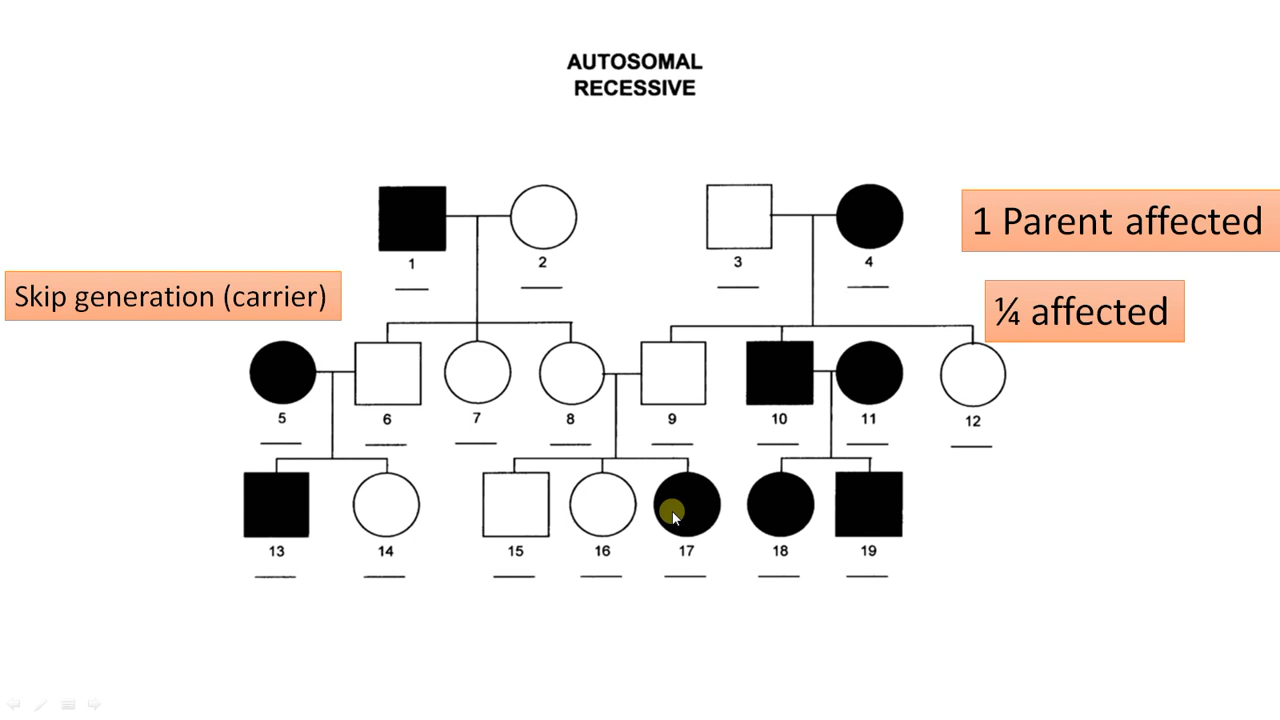 AUTOSOMAL
RECESSIVE
1 Parent affected
1 2 3 4
Skip generation (carrier)
¼ affected
5 6 7 8 9 10 11 12
13 14 15 16 17 18 19